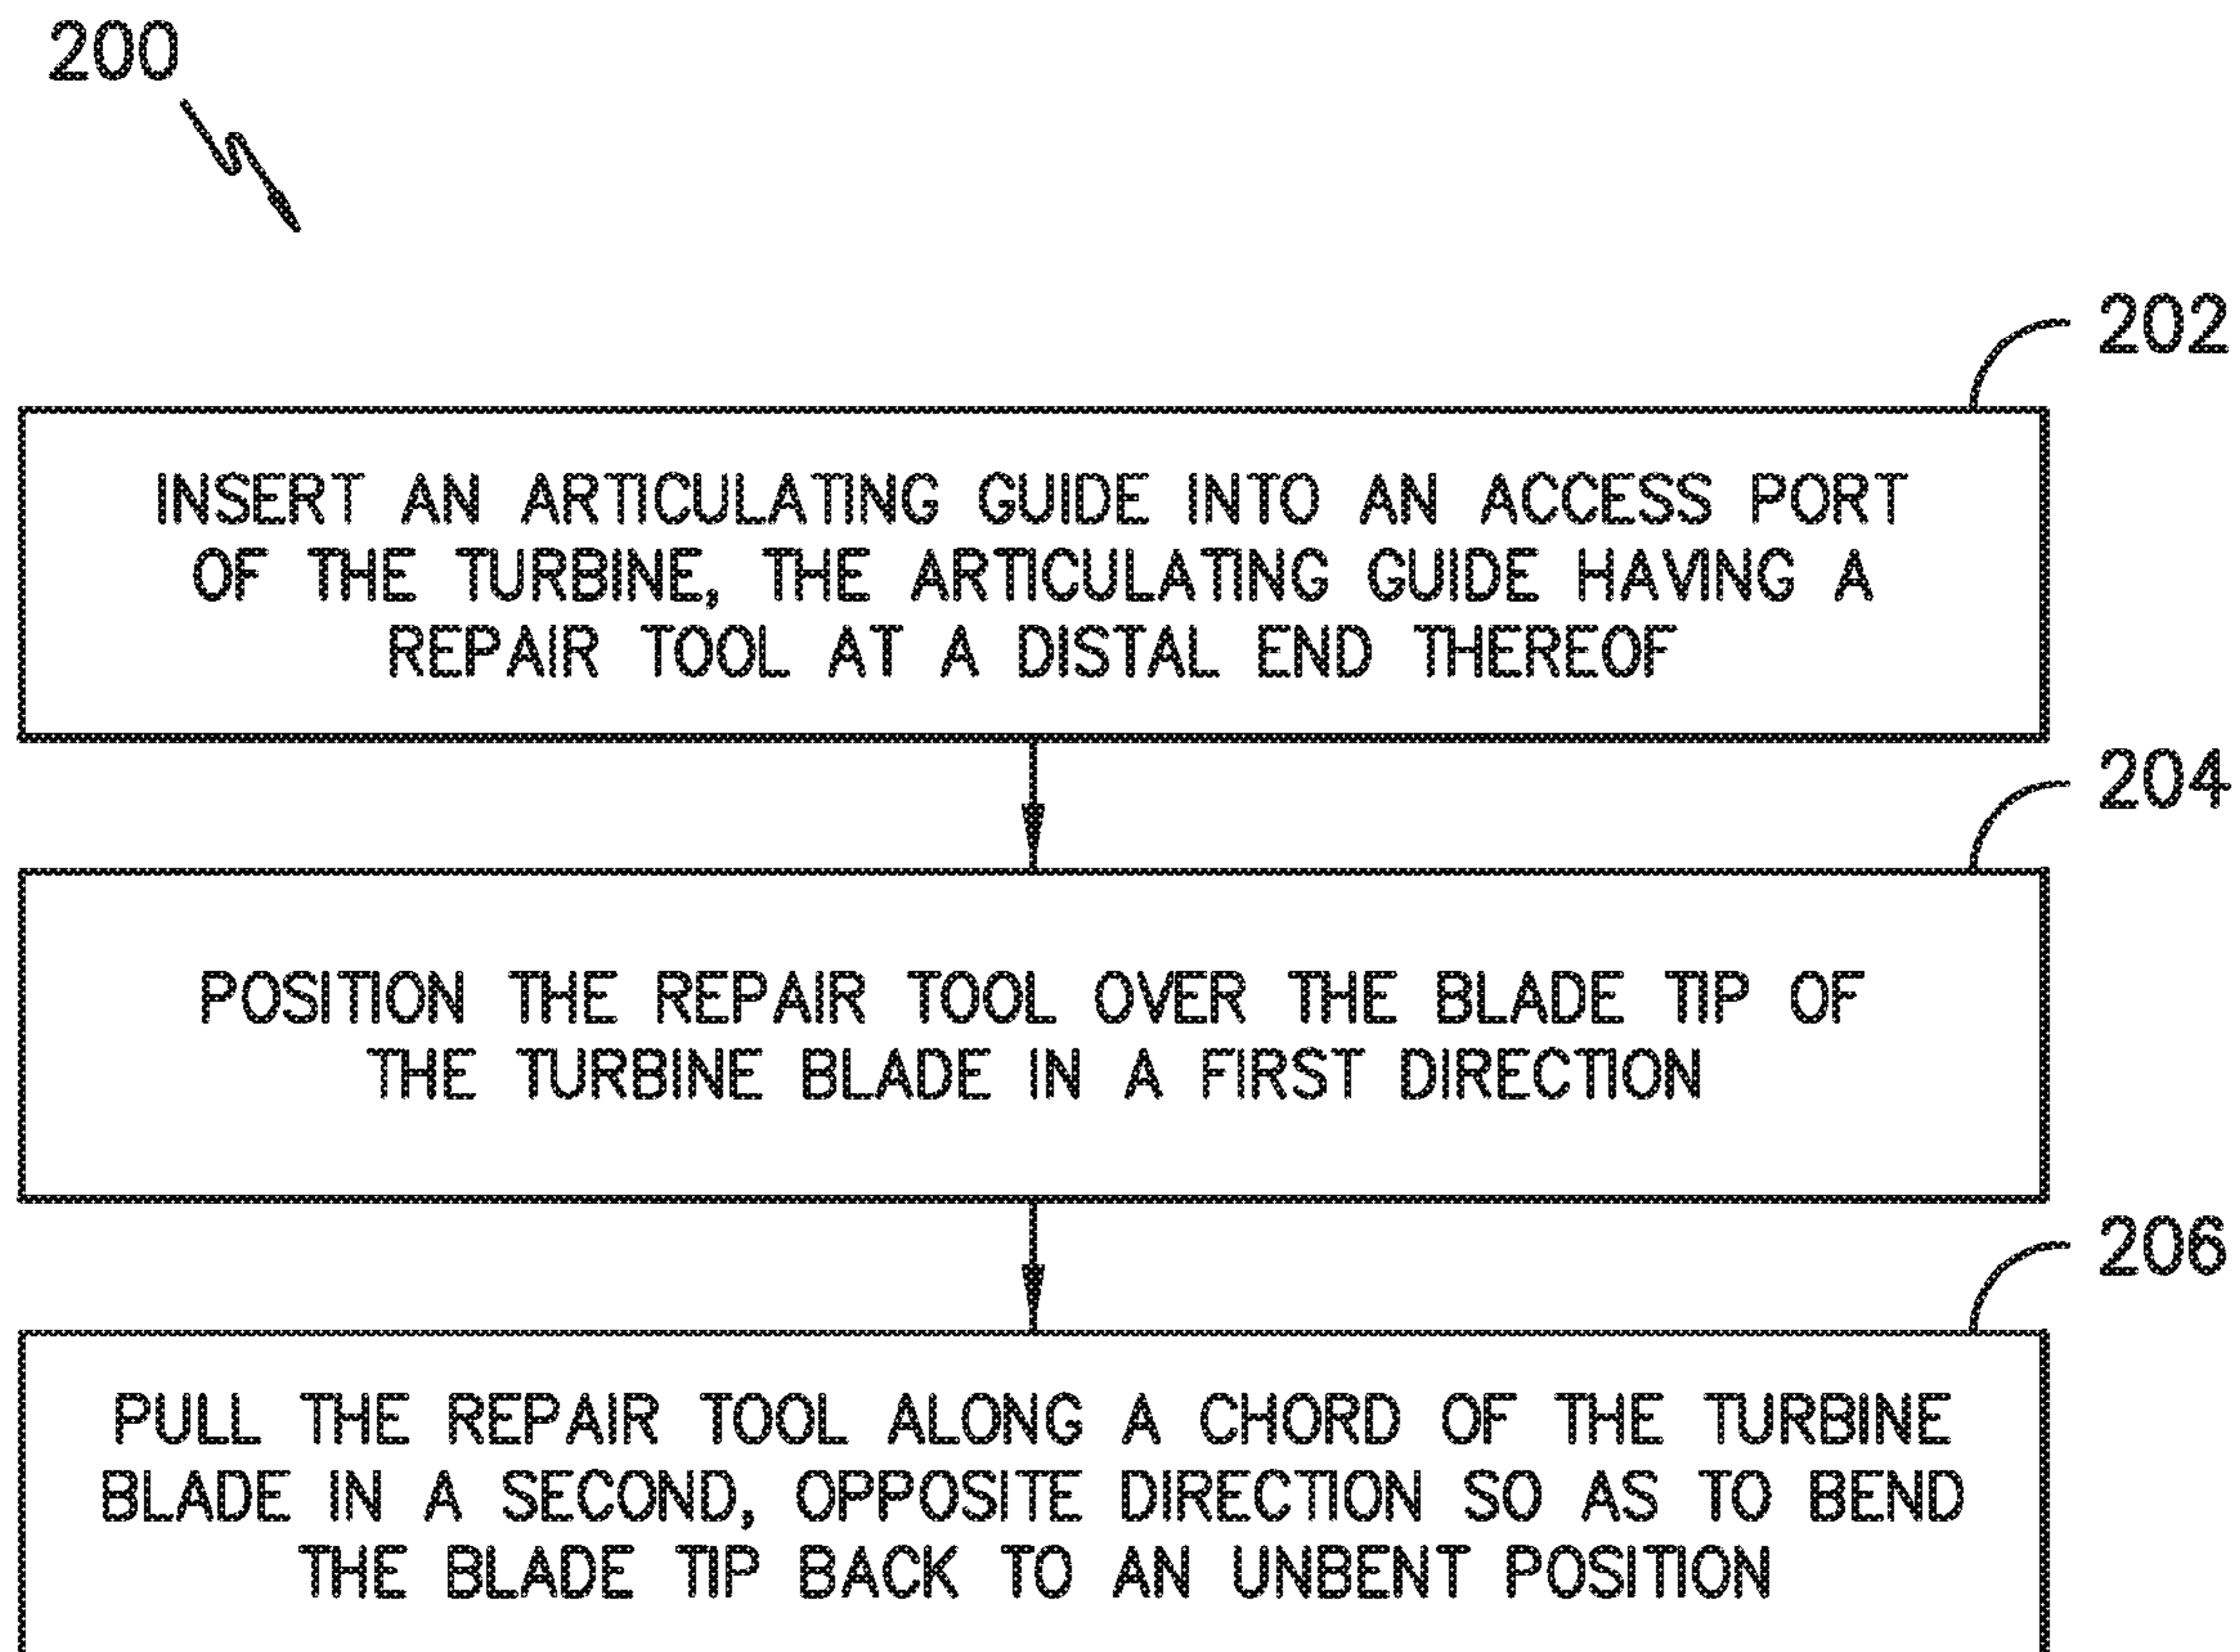 200
202
INSERT AN ARTICULATING GUIDE INTO AN ACCESS PORT
OF THE TURBINE, THE ARTICULATING GUIDE HAVING A
REPAIR TOOL AT A DISTAL END THEREOF
204
POSITION THE REPAIR TOOL OVER THE BLADE TIP OF
THE TURBINE BLADE IN A FIRST DIRECTION
206
PULL THE REPAIR TOOL ALONG A CHORD OF THE TURBINE
BLADE IN A SECOND, OPPOSITE DIRECTION SO AS TO BEND
THE BLADE TIP BACK TO AN UNBENT POSITION